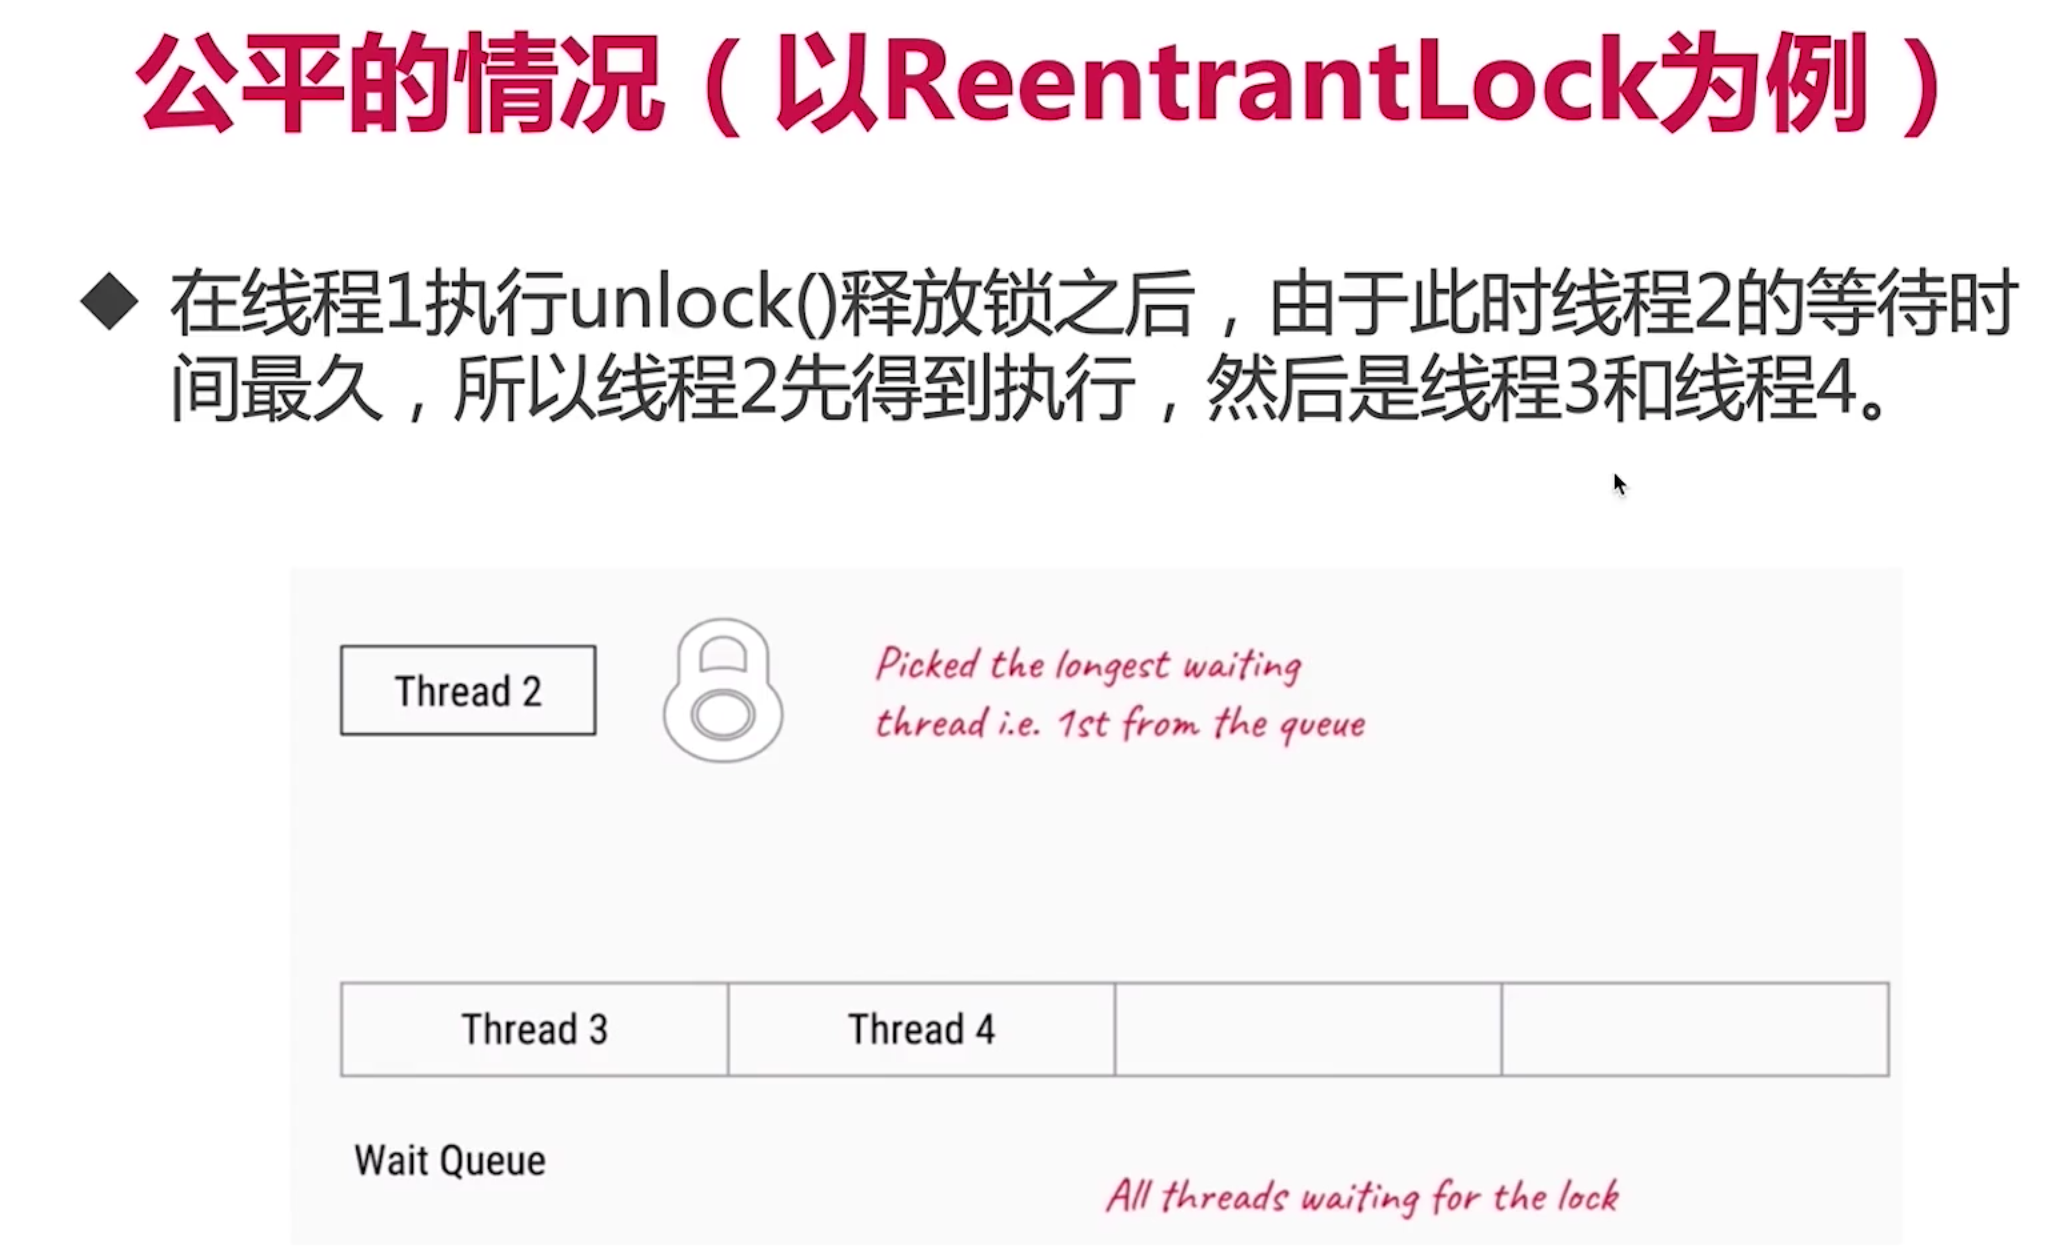 公平的情况（以ReentrantLock为例）
在线程1执行unlock()释放锁之后，由于此时线程2的等待时
间最久，所以线程2先得到执行，然后是线程3和线程4。
Thread 2
Picked the longest waiting
thread i.e. 1st from the queue
Thread 3 Thread 4
Wait Queue
All threads waiting for the lock